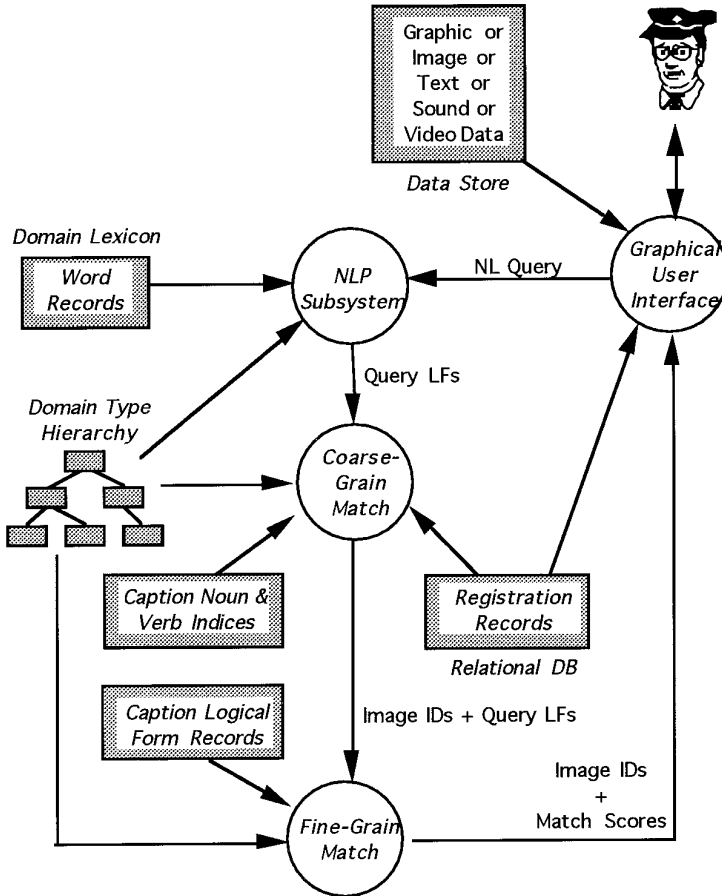 Graphic or
Image or
Text or
Sound or
Video Data
Data Store
Domain Lexicon
Word
Records
NLP
Subsystem
NL Query
Graphical
User
Interface
Query LFs
Domain Type
Hierarchy
Coarse-
Grain
Match
Caption Noun &
Verb Indices
Registration
Records
Relational DB
Caption Logical
Form Records
Image IDs + Query LFs
Image IDs
+
Match Scores
Fine-Grain
Match